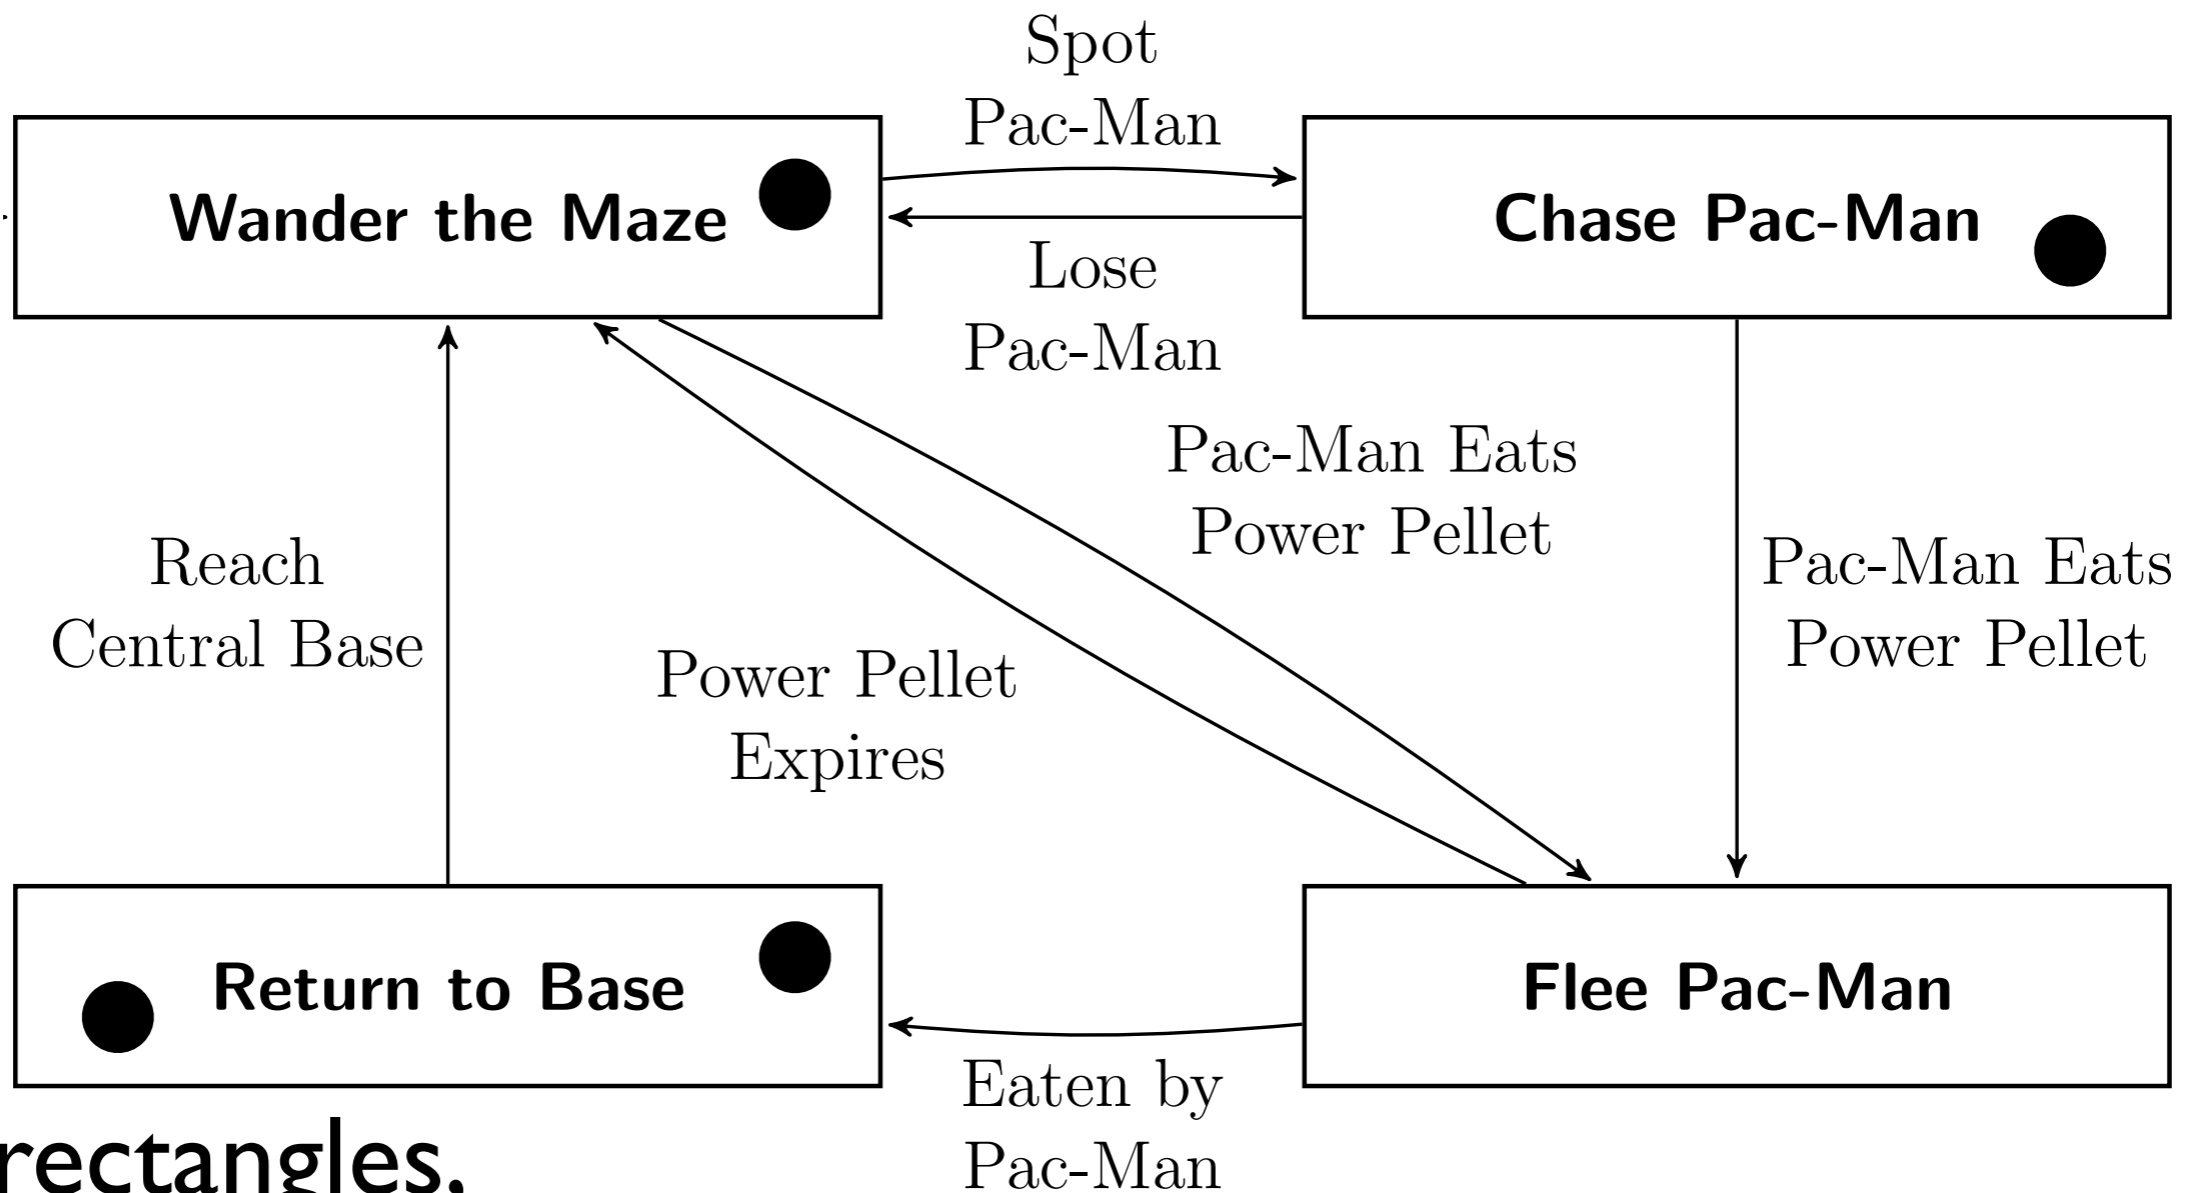 Spot
Pac-Man
Wander the Maze
Chase Pac-Man
Lose
Pac-Man
Pac-Man Eats
Power Pellet
Reach
Central Base
Pac-Man Eats
Power Pellet
Power Pellet
Expires
Return to Base
Flee Pac-Man
Eaten by
Pac-Man
rectangles,